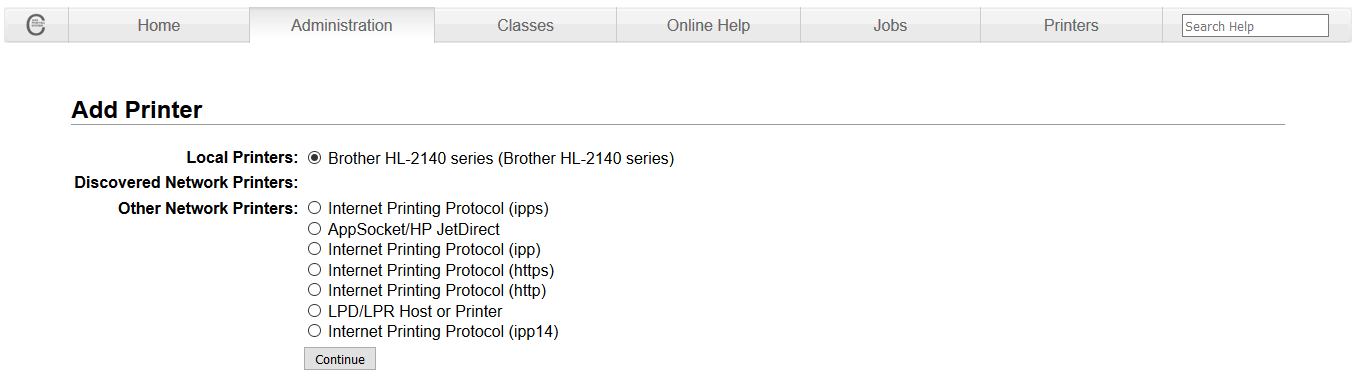 Home Administration Classes Online Help Jobs Printers Search Help
Add Printer
Local Printers: Brother HL-2140 series (Brother HL-2140 series)
Discovered Network Printers:
Other Network Printers: Internet Printing Protocol (ipps)
AppSocket/HP JetDirect
Internet Printing Protocol (ipp)
Internet Printing Protocol (https)
Internet Printing Protocol (http)
LPD/LPR Host or Printer
Internet Printing Protocol (ipp14)
Continue